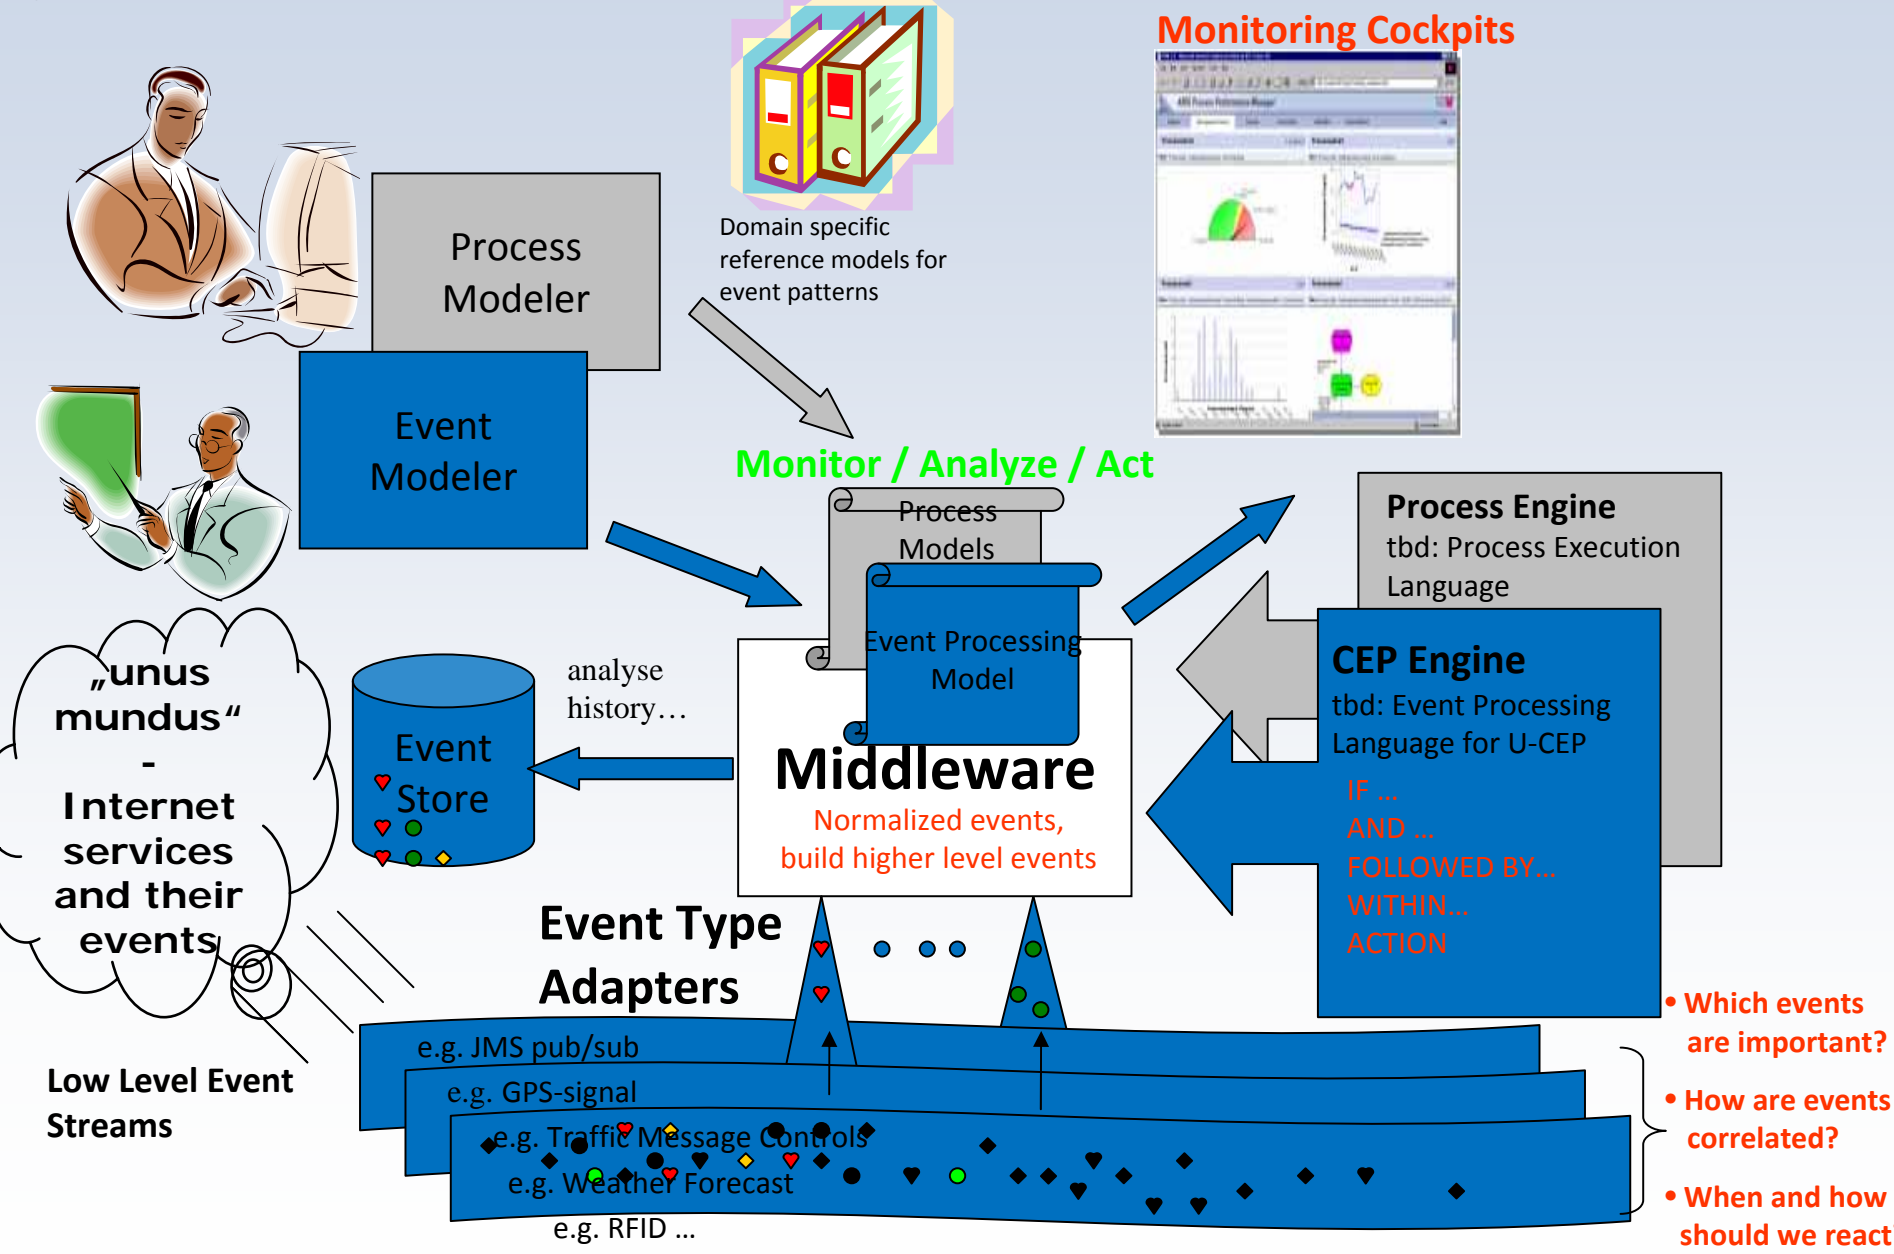 Monitoring Cockpits
Process
Modeler
Domain specific
reference models for
event patterns
Event
Modeler
Monitor / Analyze / Act
Process
Models
Event Processing
Model
Process Engine
tbd: Process Execution
Language
CEP Engine
tbd: Event Processing
Language for U-CEP
IF ...
AND ...
FOLLOWED BY...
WITHIN...
ACTION
„unus
mundus“
-
Internet
services
and their
events
analyse
history…
Event
Store
Middleware
Normalized events,
build higher level events
Event Type
Adapters
Low Level Event
Streams
e.g. JMS pub/sub
e.g. GPS-signal
e.g. Traffic Message Controls
e.g. Weather Forecast
e.g. RFID ...
• Which events
are important?
• How are events
correlated?
• When and how
should we react